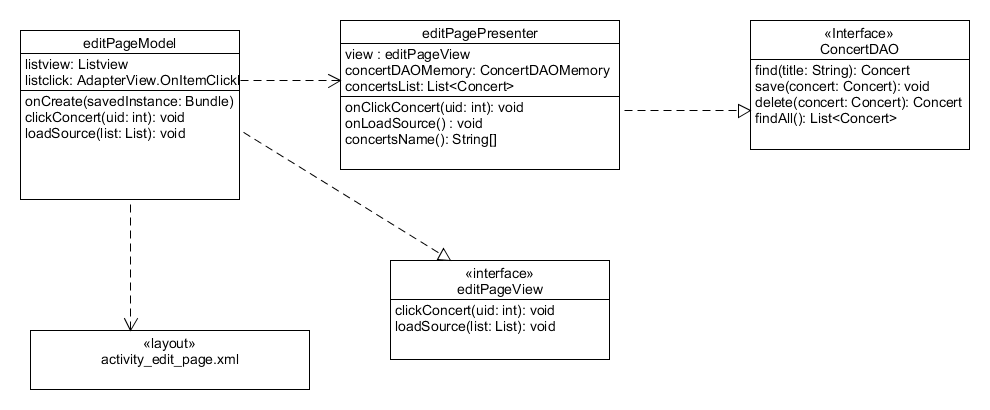 editPageModel
listview: Listview
listclick: AdapterView.OnItemClickl
onCreate(savedInstance: Bundle)
clickConcert(uid: int): void
loadSource(list: List): void
editPagePresenter
view : editPageView
concertDAOMemory: ConcertDAOMemory
concertsList: List<Concert>
onClickConcert(uid: int): void
onLoadSource() : void
concertsName(): String[]
«Interface»
ConcertDAO
find(title: String): Concert
save(concert: Concert): void
delete(concert: Concert): Concert
findAll(): List<Concert>
«interface»
editPageView
clickConcert(uid: int): void
loadSource(list: List): void
«layout»
activity_edit_page.xml